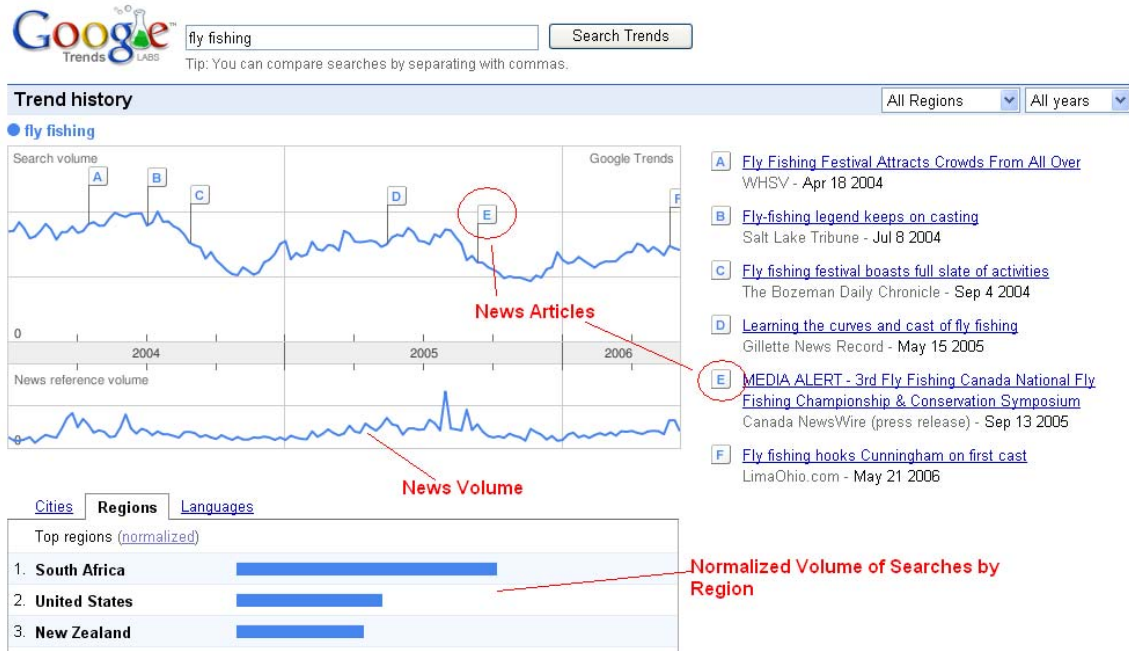 Google™
Trends LABS
fly fishing
Search Trends
Tip: You can compare searches by separating with commas.
Trend history
All Regions
All years
fly fishing
Search volume
Google Trends
A
B
C
D
E
F
0
2004
2005
2006
News reference volume
0
A Fly Fishing Festival Attracts Crowds From All Over
WHSV - Apr 18 2004
B Fly-fishing legend keeps on casting
Salt Lake Tribune - Jul 8 2004
C Fly fishing festival boasts full slate of activities
The Bozeman Daily Chronicle - Sep 4 2004
D Learning the curves and cast of fly fishing
Gillette News Record - May 15 2005
E MEDIA ALERT - 3rd Fly Fishing Canada National Fly
Fishing Championship & Conservation Symposium
Canada NewsWire (press release) - Sep 13 2005
F Fly fishing hooks Cunningham on first cast
LimaOhio.com - May 21 2006
News Articles
News Volume
Cities Regions Languages
Top regions (normalized)
1. South Africa
2. United States
3. New Zealand
Normalized Volume of Searches by
Region